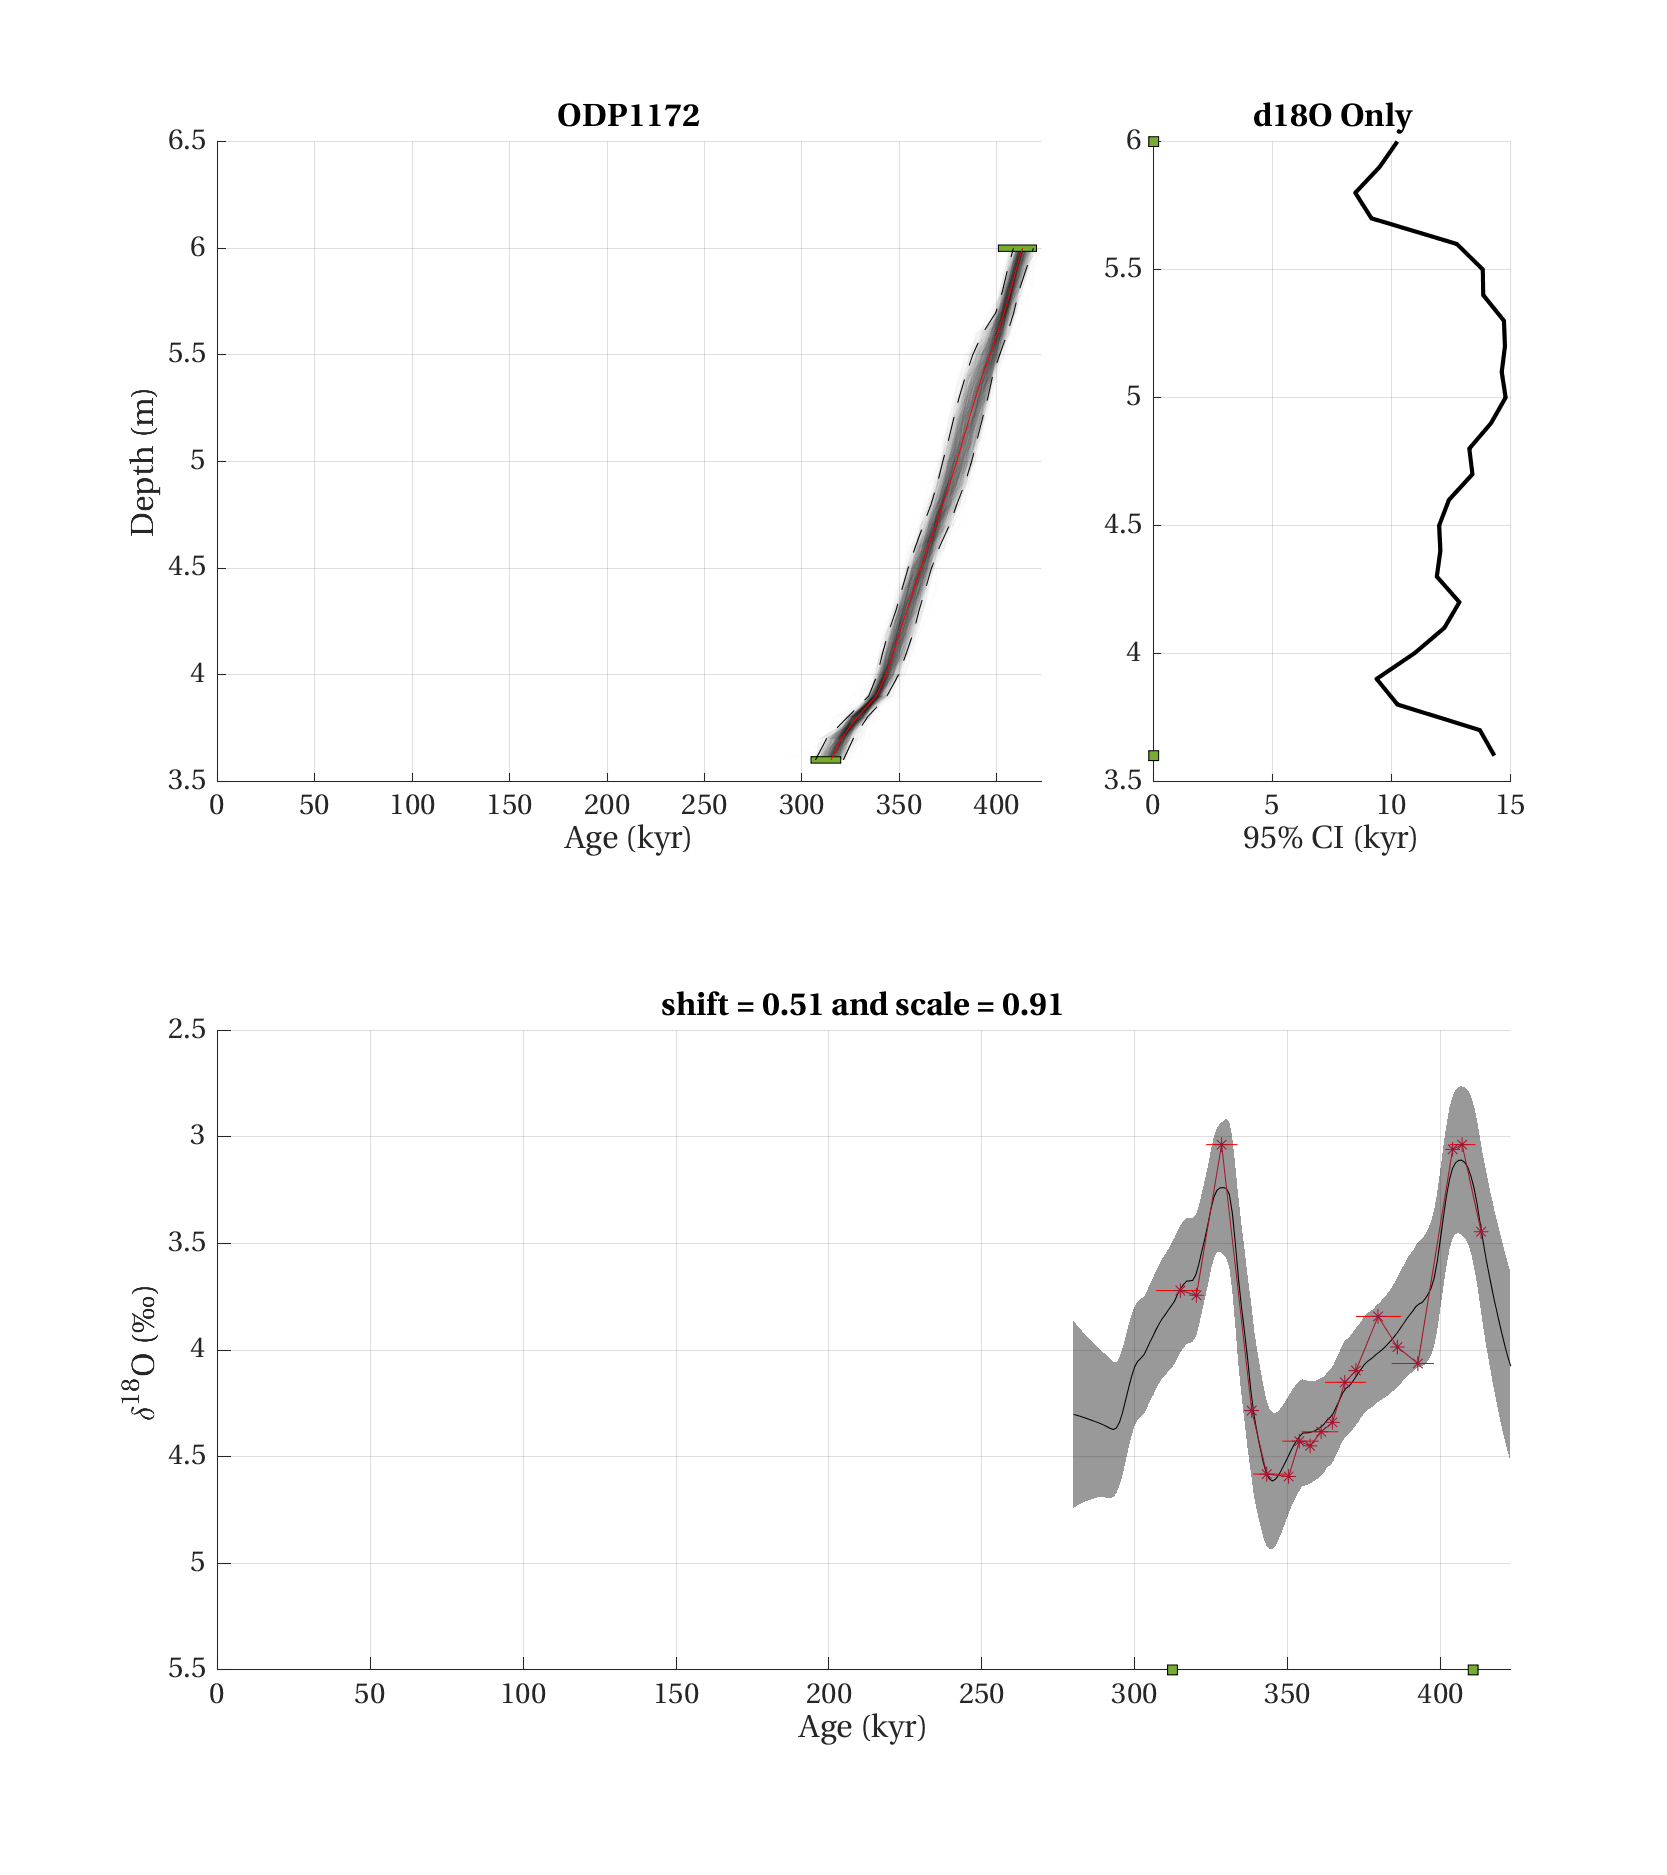 ODP1172
6.5
6
5.5
5
4.5
4
3.5
Depth (m)
0 50 100 150 200 250 300 350 400
Age (kyr)
d18O Only
6
5.5
5
4.5
4
3.5
0 5 10 15
95% CI (kyr)
shift = 0.51 and scale = 0.91
2.5
3
3.5
4
4.5
5
5.5
δ18O (‰)
0 50 100 150 200 250 300 350 400
Age (kyr)